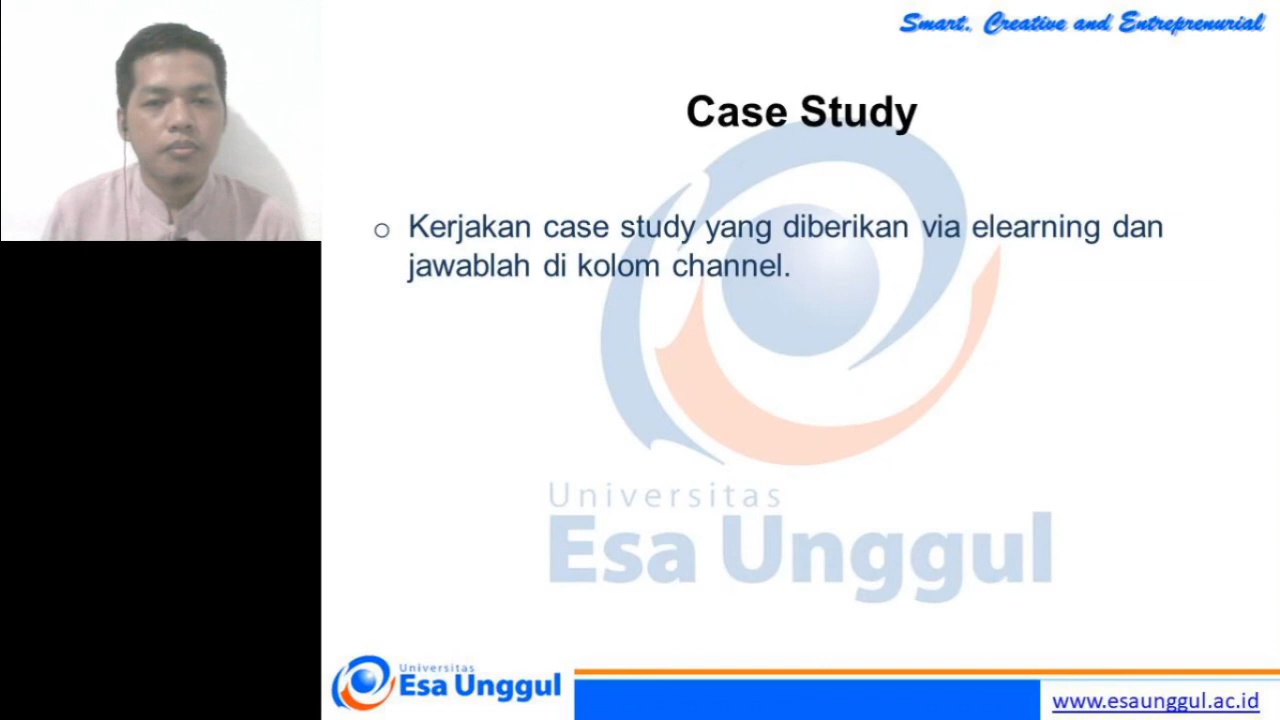 Smart, Creative and Entreprenurial
Case Study
o Kerjakan case study yang diberikan via elearning dan
jawablah di kolom channel.
Universitas
Esa Unggul
Universitas
Esa Unggul
www.esaunggul.ac.id